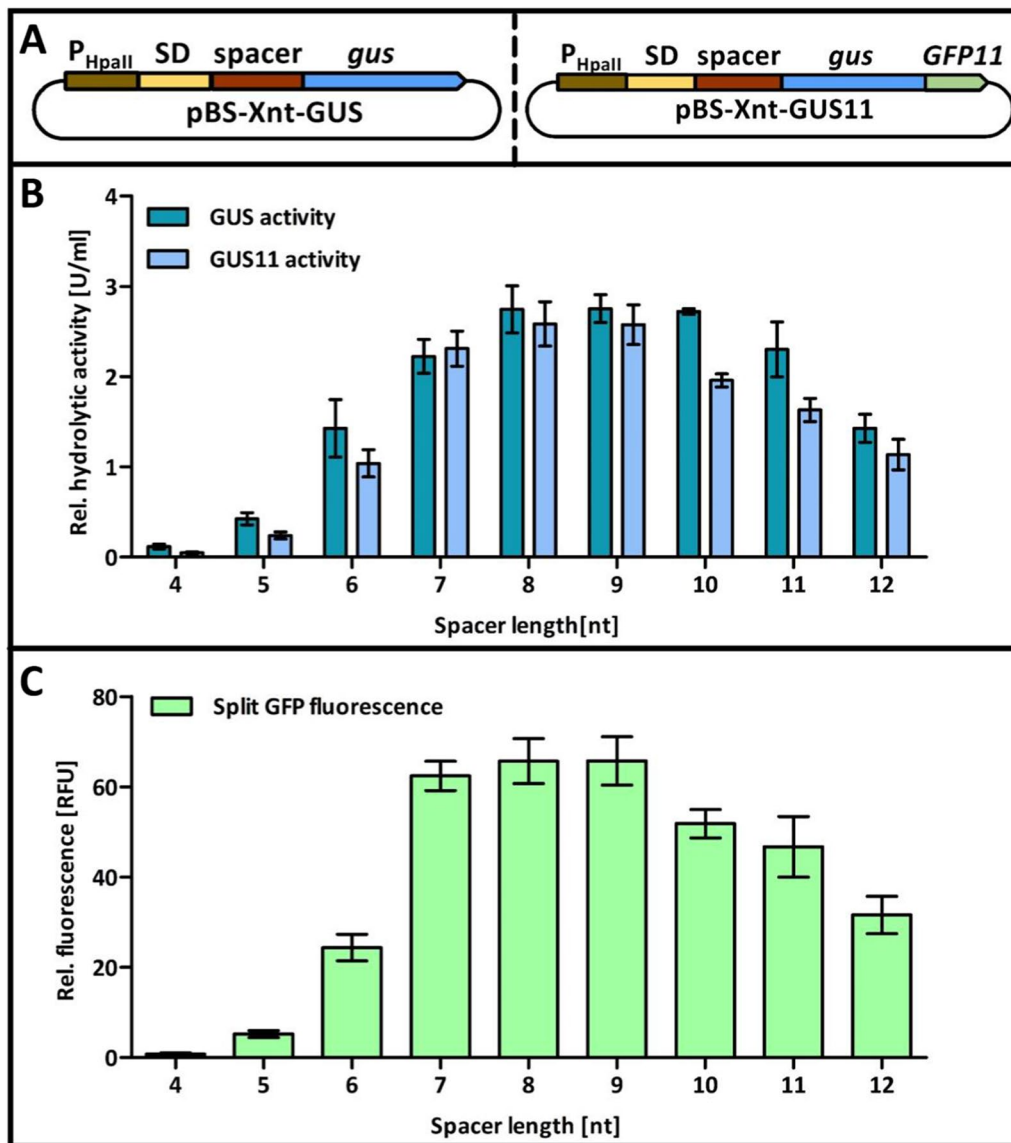 A
P_HpaII SD spacer gus
pBS-Xnt-GUS
P_HpaII SD spacer gus GFP11
pBS-Xnt-GUS11
B
Rel. hydrolytic activity [U/ml]
4
3
2
1
0
GUS activity
GUS11 activity
4 5 6 7 8 9 10 11 12
Spacer length[nt]
C
Rel. fluorescence [RFU]
80
60
40
20
0
Split GFP fluorescence
4 5 6 7 8 9 10 11 12
Spacer length [nt]